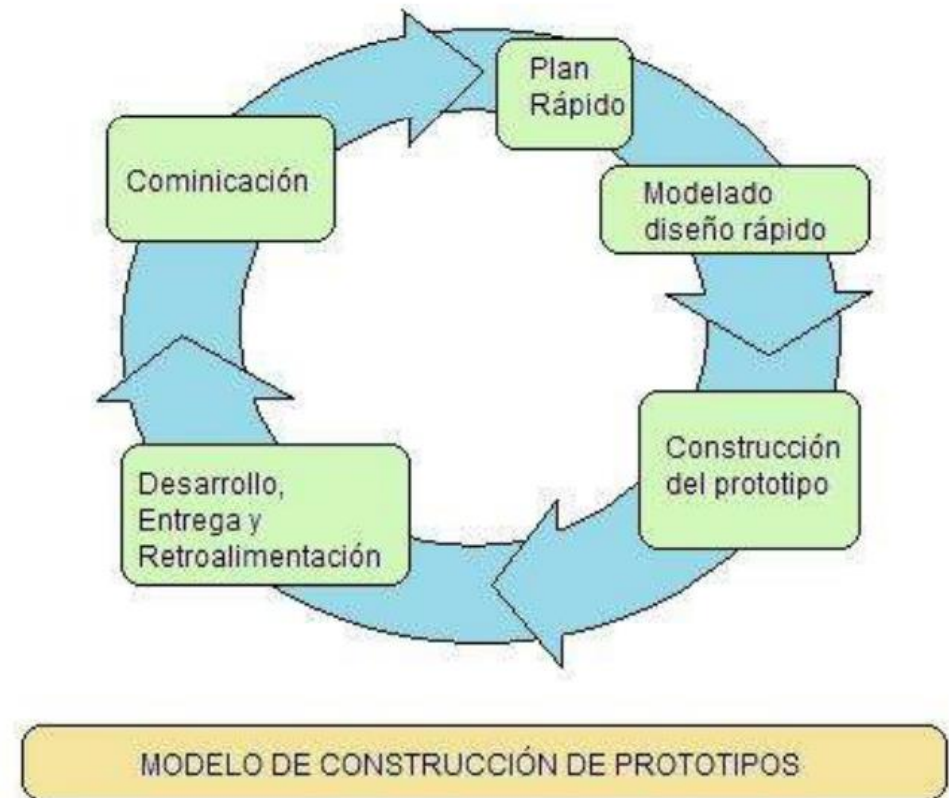 Plan
Rápido
Cominicación
Modelado
diseño rápido
Construcción
del prototipo
Desarrollo,
Entrega y
Retroalimentación
MODELO DE CONSTRUCCIÓN DE PROTOTIPOS